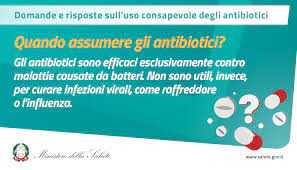 Domande e risposte sull'uso consapevole degli antibiotici
Quando assumere gli antibiotici?
Gli antibiotici sono efficaci esclusivamente contro
malattie causate da batteri. Non sono utili, invece,
per curare infezioni virali, come raffreddore
o l'influenza.
?
Ministero della Salute
www.salute.gov.it